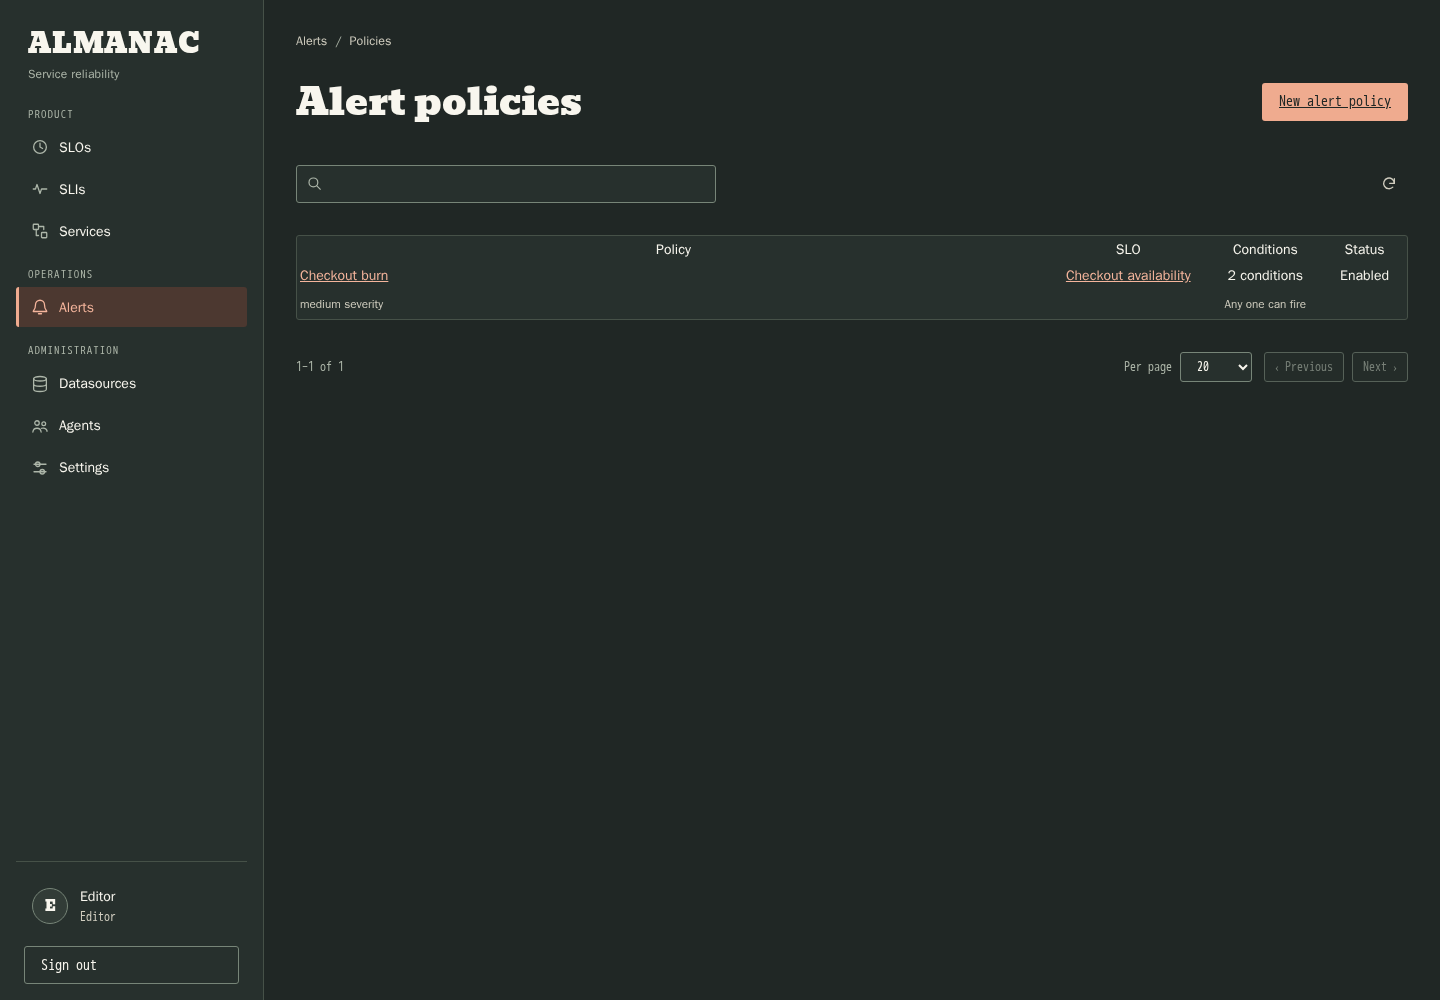 ALMANAC
Service reliability
PRODUCT
SLOs
SLIs
Services
OPERATIONS
Alerts
ADMINISTRATION
Datasources
Agents
Settings
E
Editor
Editor
Sign out
Alerts / Policies
Alert policies
New alert policy
Policy SLO Conditions Status
Checkout burn Checkout availability 2 conditions Enabled
medium severity Any one can fire
1–1 of 1 Per page 20 ‹ Previous Next ›